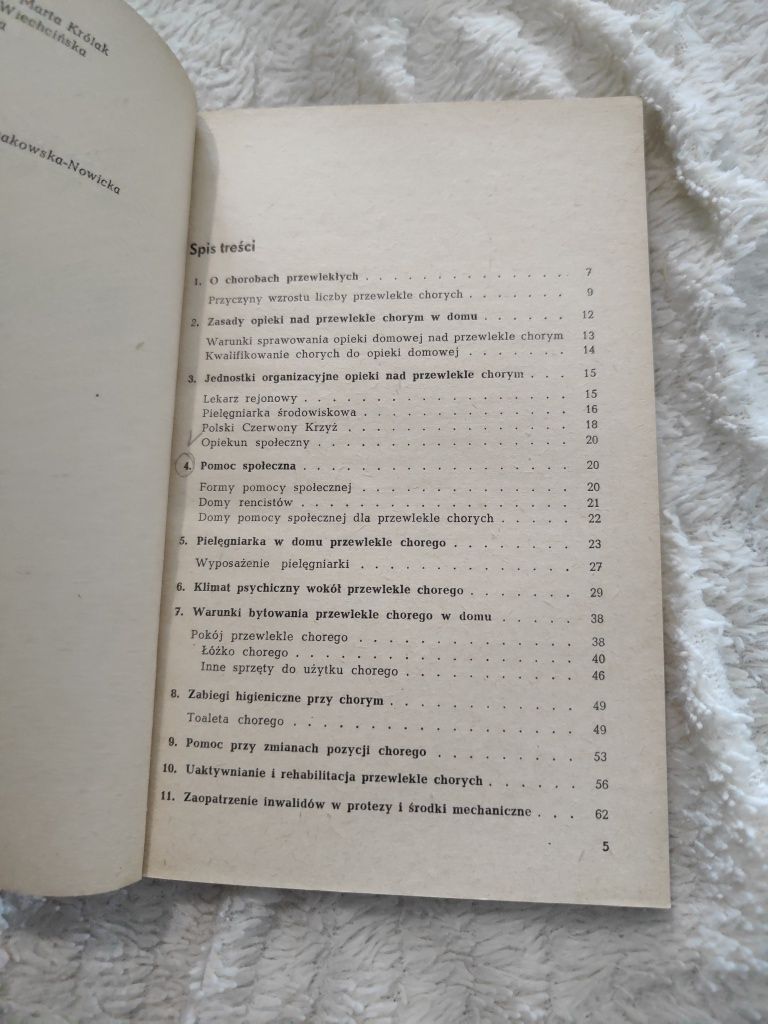 Marta Królak
Wiechcińska
akowska-Nowicka
Spis treści
1. O chorobach przewlekłych . . . . . . . . . . . . . . 7
Przyczyny wzrostu liczby przewlekle chorych . . . . . . . 9
2. Zasady opieki nad przewlekle chorym w domu . . . . . . 12
Warunki sprawowania opieki domowej nad przewlekle chorym 13
Kwalifikowanie chorych do opieki domowej . . . . . . . 14
3. Jednostki organizacyjne opieki nad przewlekle chorym . . . 15
Lekarz rejonowy . . . . . . . . . . . . . . . . . 15
Pielęgniarka środowiskowa . . . . . . . . . . . . . 16
Polski Czerwony Krzyż . . . . . . . . . . . . . . 18
Opiekun społeczny . . . . . . . . . . . . . . . . 20
4. Pomoc społeczna . . . . . . . . . . . . . . . . . 20
Formy pomocy społecznej . . . . . . . . . . . . . 20
Domy rencistów . . . . . . . . . . . . . . . . . 21
Domy pomocy społecznej dla przewlekle chorych . . . . . 22
5. Pielęgniarka w domu przewlekle chorego . . . . . . . . 23
Wyposażenie pielęgniarki . . . . . . . . . . . . . 27
6. Klimat psychiczny wokół przewlekle chorego . . . . . . . 29
7. Warunki bytowania przewlekle chorego w domu . . . . . 38
Pokój przewlekle chorego . . . . . . . . . . . . . 38
Łóżko chorego . . . . . . . . . . . . . . . . . 40
Inne sprzęty do użytku chorego . . . . . . . . . . 46
8. Zabiegi higieniczne przy chorym . . . . . . . . . . . 49
Toaleta chorego . . . . . . . . . . . . . . . . . 49
9. Pomoc przy zmianach pozycji chorego . . . . . . . . 53
10. Uaktywnianie i rehabilitacja przewlekle chorych . . . . . . 56
11. Zaopatrzenie inwalidów w protezy i środki mechaniczne . . . 62
5